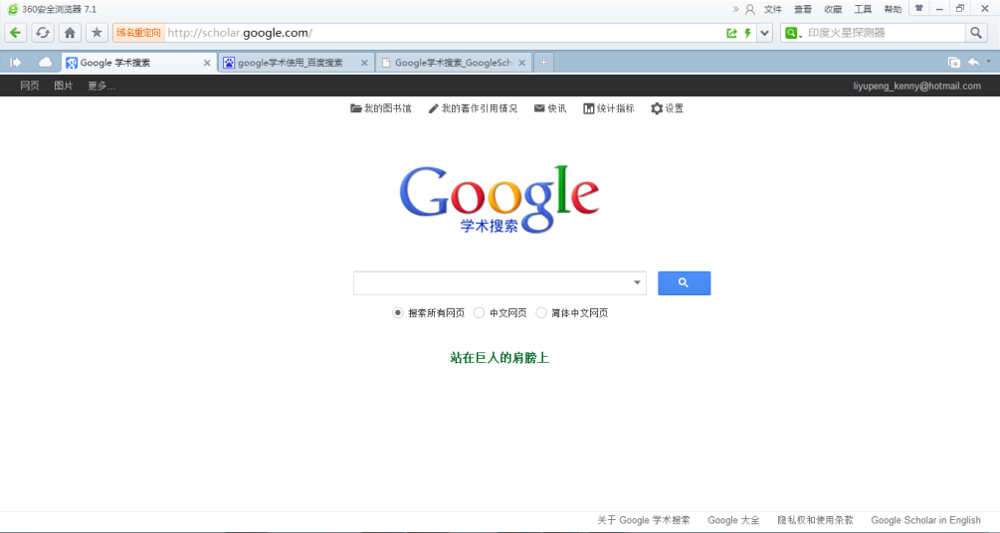 360安全浏览器 7.1
» 文件 查看 收藏 工具 帮助
域名重定向 http://scholar.google.com/ 印度火星探测器
Google 学术搜索 google学术使用_百度搜索 Google学术搜索_GoogleSch
网页 图片 更多... liyupeng_kenny@hotmail.com
我的图书馆 我的著作引用情况 快讯 统计指标 设置
Google
学术搜索
搜索所有网页 中文网页 简体中文网页
站在巨人的肩膀上
关于 Google 学术搜索 Google 大全 隐私权和使用条款 Google Scholar in English